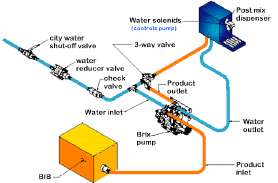 Water solenids
(controls pump)
Post mix
dispenser
city water
shut-off valve
3-way valve
water
reducer valve
check
valve
Product
outlet
Water inlet
Brix
pump
Water
outlet
BIB
Product
inlet